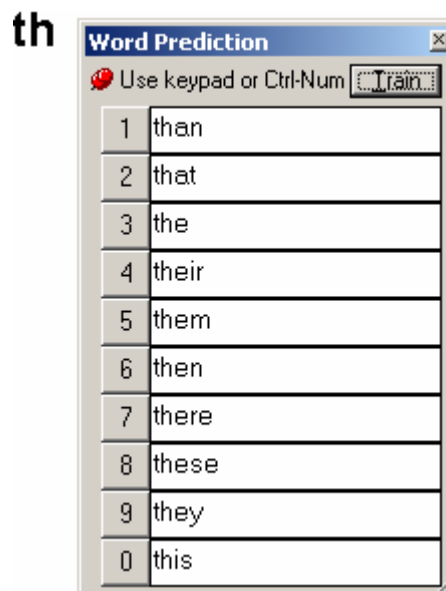 th
Word Prediction
Use keypad or Ctrl-Num Train
1 than
2 that
3 the
4 their
5 them
6 then
7 there
8 these
9 they
0 this